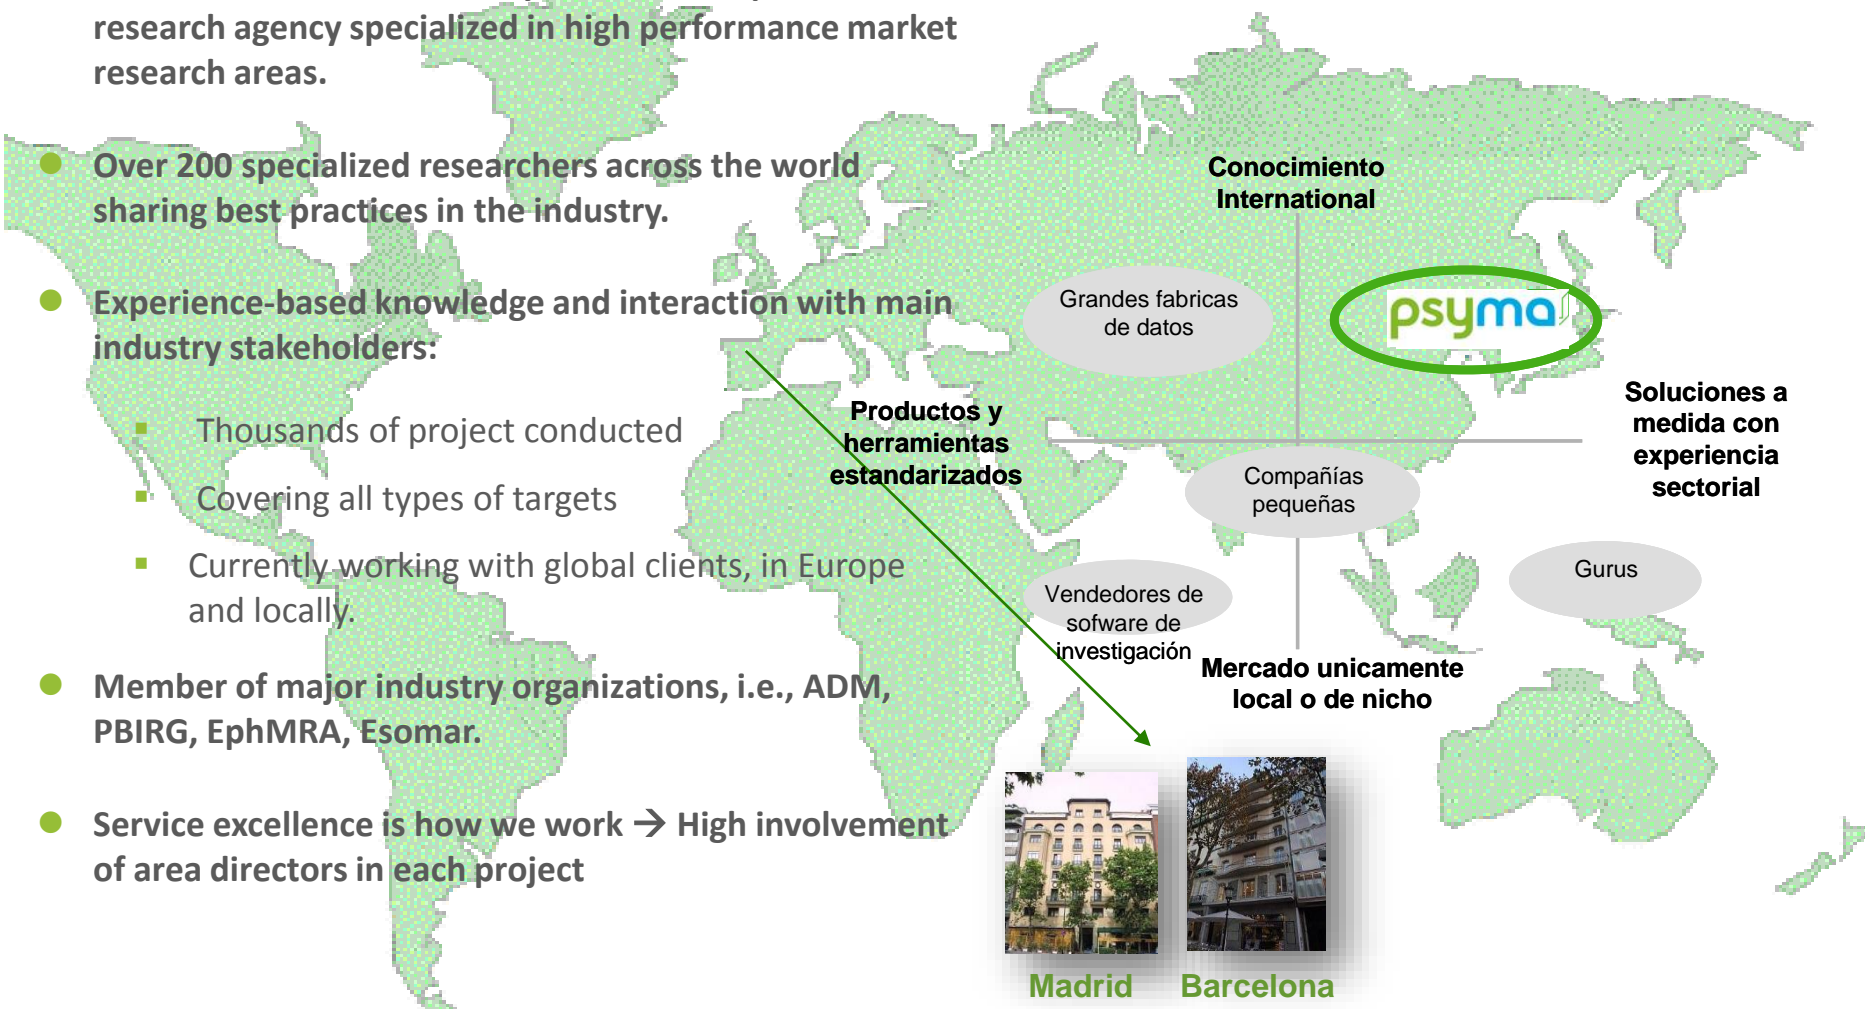 research agency specialized in high performance market
research areas.
Over 200 specialized researchers across the world
sharing best practices in the industry.
Experience-based knowledge and interaction with main
industry stakeholders:
Thousands of project conducted
Covering all types of targets
Currently working with global clients, in Europe
and locally.
Member of major industry organizations, i.e., ADM,
PBIRG, EphMRA, Esomar.
Service excellence is how we work → High involvement
of area directors in each project
Conocimiento
International
Grandes fabricas
de datos
psyma
Productos y
herramientas
estandarizados
Soluciones a
medida con
experiencia
sectorial
Compañías
pequeñas
Vendedores de
sofware de
investigación
Gurus
Mercado unicamente
local o de nicho
Madrid
Barcelona